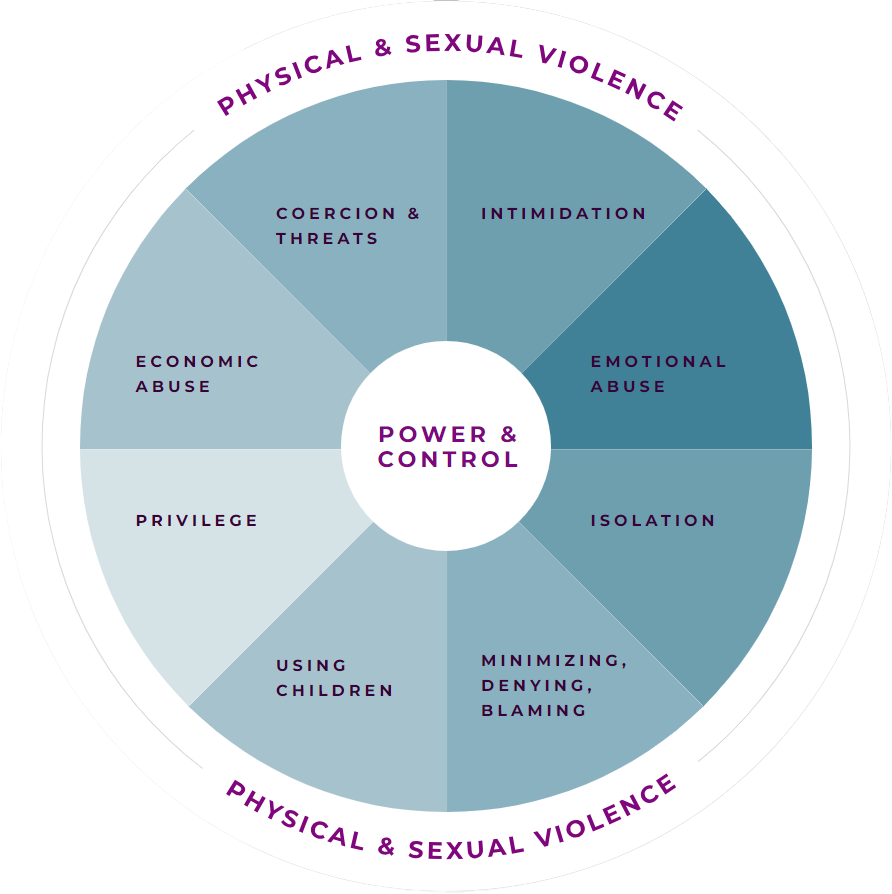 PHYSICAL & SEXUAL VIOLENCE
COERCION &
THREATS
INTIMIDATION
ECONOMIC
ABUSE
EMOTIONAL
ABUSE
POWER &
CONTROL
PRIVILEGE
ISOLATION
USING
CHILDREN
MINIMIZING,
DENYING,
BLAMING
PHYSICAL & SEXUAL VIOLENCE